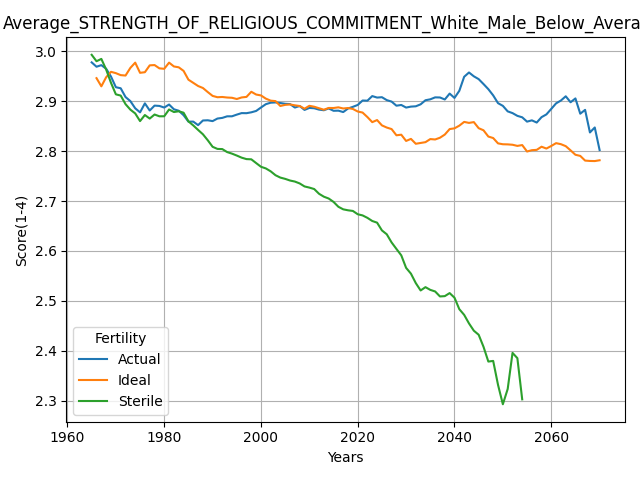 Average_STRENGTH_OF_RELIGIOUS_COMMITMENT_White_Male_Below_Avera
3.0
2.9
2.8
2.7
2.6
2.5
2.4
2.3
Score(1-4)
Fertility
Actual
Ideal
Sterile
1960 1980 2000 2020 2040 2060
Years